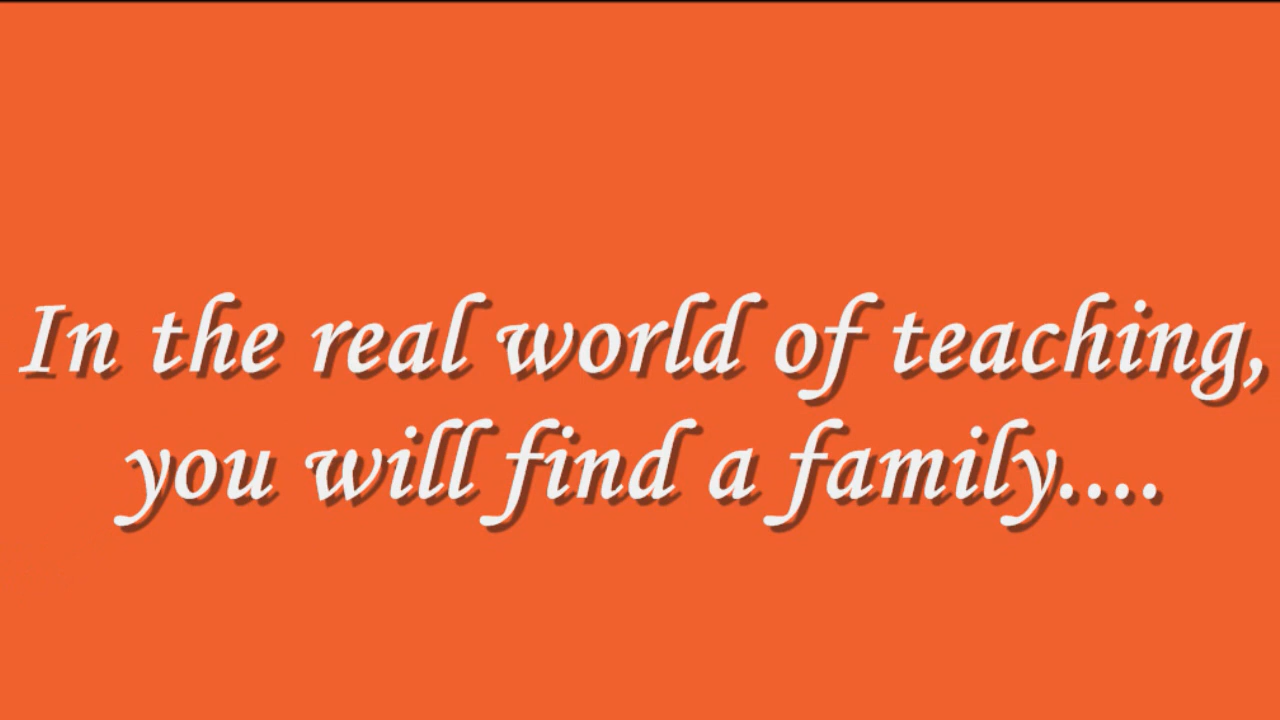 In the real world of teaching,
you will find a family....